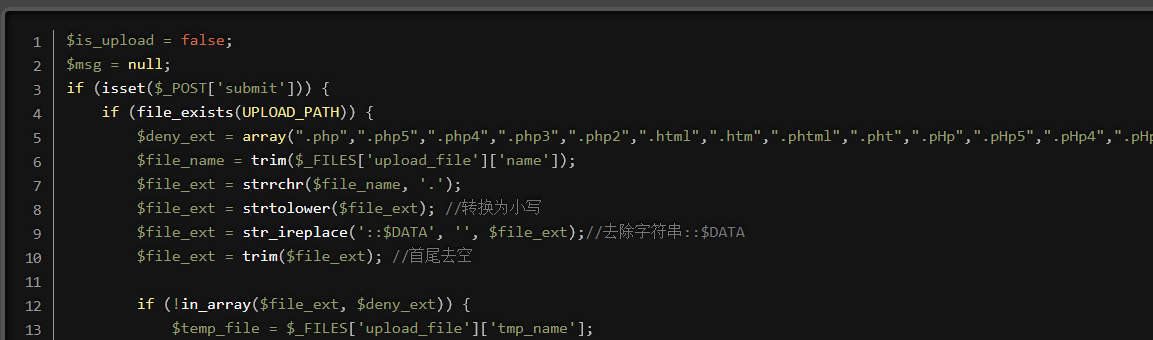 1 $is_upload = false;
2 $msg = null;
3 if (isset($_POST['submit'])) {
4 if (file_exists(UPLOAD_PATH)) {
5 $deny_ext = array(".php",".php5",".php4",".php3",".php2",".html",".htm",".phtml",".pht",".pHp",".pHp5",".pHp4",".pHp
6 $file_name = trim($_FILES['upload_file']['name']);
7 $file_ext = strrchr($file_name, '.');
8 $file_ext = strtolower($file_ext); //转换为小写
9 $file_ext = str_ireplace('::$DATA', '', $file_ext);//去除字符串::$DATA
10 $file_ext = trim($file_ext); //首尾去空
11
12 if (!in_array($file_ext, $deny_ext)) {
13 $temp_file = $_FILES['upload_file']['tmp_name'];